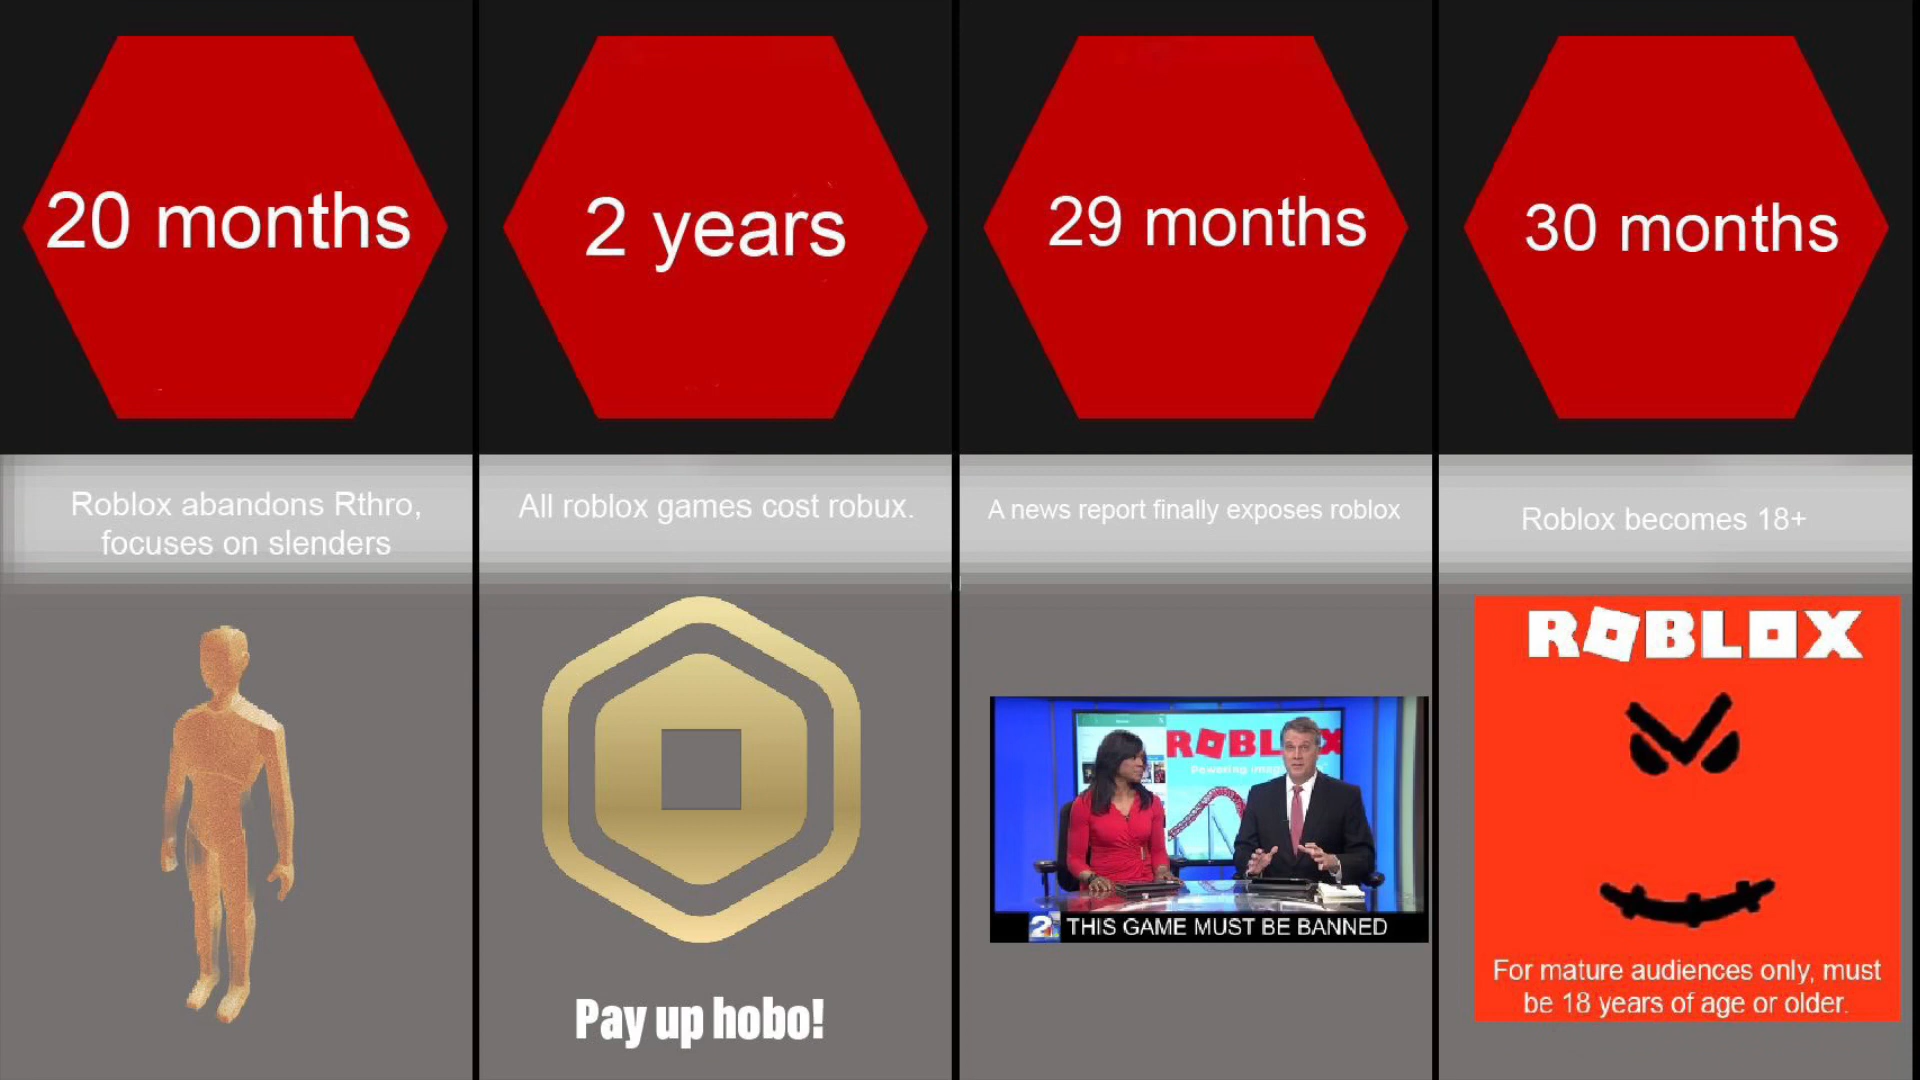 20 months
2 years
29 months
30 months
Roblox abandons Rthro,
focuses on slenders
All roblox games cost robux.
A news report finally exposes roblox
Roblox becomes 18+
Pay up hobo!
ROBL X
Powering
2 THIS GAME MUST BE BANNED
ROBLOX
For mature audiences only, must
be 18 years of age or older.